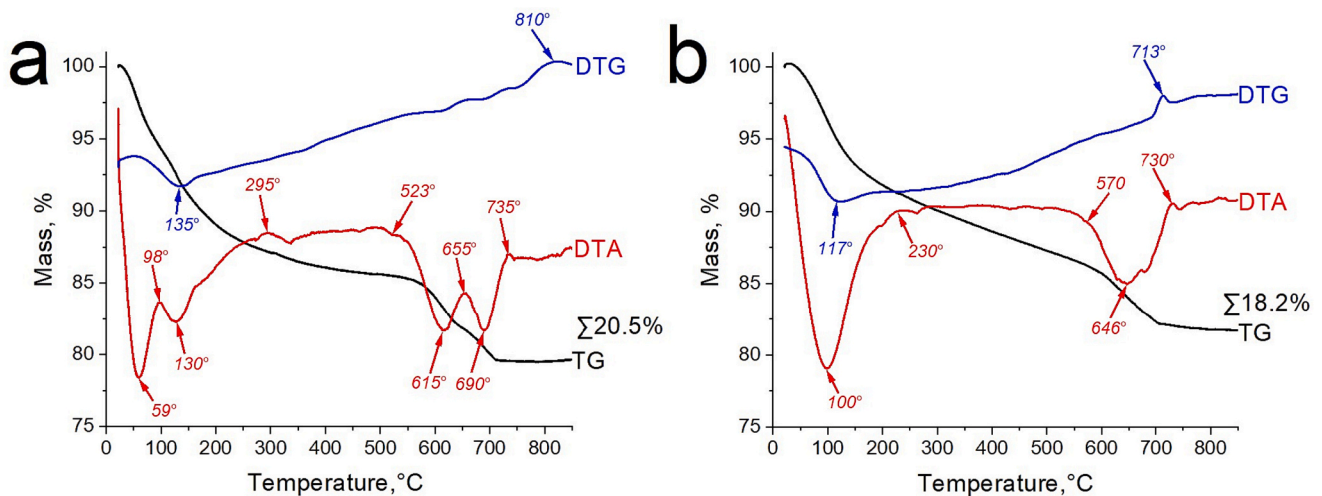 a
810°
DTG
100
95
90
85
80
75
Mass, %
135°
295°
523°
735°
98°
655°
DTA
130°
59°
615°
690°
∑20.5%
TG
0 100 200 300 400 500 600 700 800
Temperature,°C
b
713°
DTG
100
95
90
85
80
75
Mass, %
117°
230°
570
730°
DTA
646°
100°
∑18.2%
TG
0 100 200 300 400 500 600 700 800
Temperature,°C